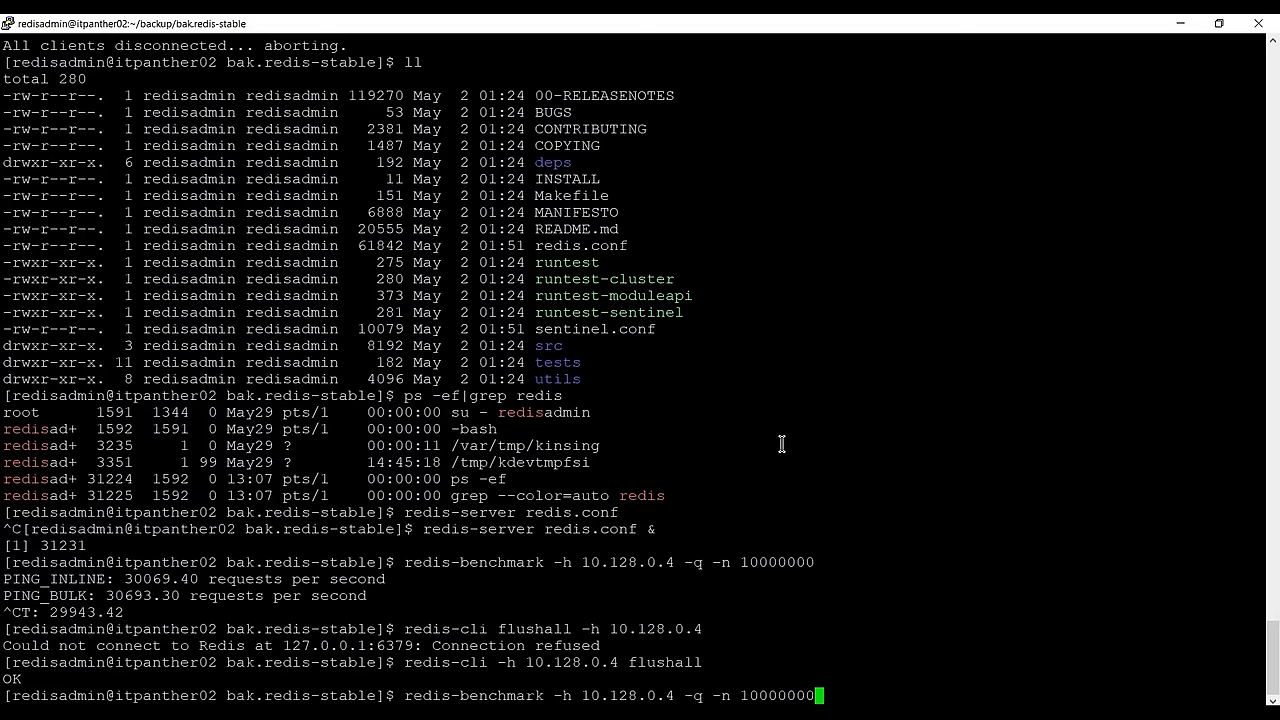 redisadmin@itpanther02:~/backup/bak.redis-stable
All clients disconnected... aborting.
[redisadmin@itpanther02 bak.redis-stable]$ ll
total 280
-rw-r--r--. 1 redisadmin redisadmin 119270 May 2 01:24 00-RELEASENOTES
-rw-r--r--. 1 redisadmin redisadmin 53 May 2 01:24 BUGS
-rw-r--r--. 1 redisadmin redisadmin 2381 May 2 01:24 CONTRIBUTING
-rw-r--r--. 1 redisadmin redisadmin 1487 May 2 01:24 COPYING
drwxr-xr-x. 6 redisadmin redisadmin 192 May 2 01:24 deps
-rw-r--r--. 1 redisadmin redisadmin 11 May 2 01:24 INSTALL
-rw-r--r--. 1 redisadmin redisadmin 151 May 2 01:24 Makefile
-rw-r--r--. 1 redisadmin redisadmin 6888 May 2 01:24 MANIFESTO
-rw-r--r--. 1 redisadmin redisadmin 20555 May 2 01:24 README.md
-rw-r--r--. 1 redisadmin redisadmin 61842 May 2 01:51 redis.conf
-rwxr-xr-x. 1 redisadmin redisadmin 275 May 2 01:24 runtest
-rwxr-xr-x. 1 redisadmin redisadmin 280 May 2 01:24 runtest-cluster
-rwxr-xr-x. 1 redisadmin redisadmin 373 May 2 01:24 runtest-moduleapi
-rwxr-xr-x. 1 redisadmin redisadmin 281 May 2 01:24 runtest-sentinel
-rw-r--r--. 1 redisadmin redisadmin 10079 May 2 01:51 sentinel.conf
drwxr-xr-x. 3 redisadmin redisadmin 8192 May 2 01:24 src
drwxr-xr-x. 11 redisadmin redisadmin 182 May 2 01:24 tests
drwxr-xr-x. 8 redisadmin redisadmin 4096 May 2 01:24 utils
[redisadmin@itpanther02 bak.redis-stable]$ ps -ef|grep redis
root 1591 1344 0 May29 pts/1 00:00:00 su - redisadmin
redisad+ 1592 1591 0 May29 pts/1 00:00:00 -bash
redisad+ 3235 1 0 May29 ? 00:00:11 /var/tmp/kinsing
redisad+ 3351 1 99 May29 ? 14:45:18 /tmp/kdevtmpfsi
redisad+ 31224 1592 0 13:07 pts/1 00:00:00 ps -ef
redisad+ 31225 1592 0 13:07 pts/1 00:00:00 grep --color=auto redis
[redisadmin@itpanther02 bak.redis-stable]$ redis-server redis.conf
^C[redisadmin@itpanther02 bak.redis-stable]$ redis-server redis.conf &
[1] 31231
[redisadmin@itpanther02 bak.redis-stable]$ redis-benchmark -h 10.128.0.4 -q -n 10000000
PING_INLINE: 30069.40 requests per second
PING_BULK: 30693.30 requests per second
^CT: 29943.42
[redisadmin@itpanther02 bak.redis-stable]$ redis-cli flushall -h 10.128.0.4
Could not connect to Redis at 127.0.0.1:6379: Connection refused
[redisadmin@itpanther02 bak.redis-stable]$ redis-cli -h 10.128.0.4 flushall
OK
[redisadmin@itpanther02 bak.redis-stable]$ redis-benchmark -h 10.128.0.4 -q -n 10000000